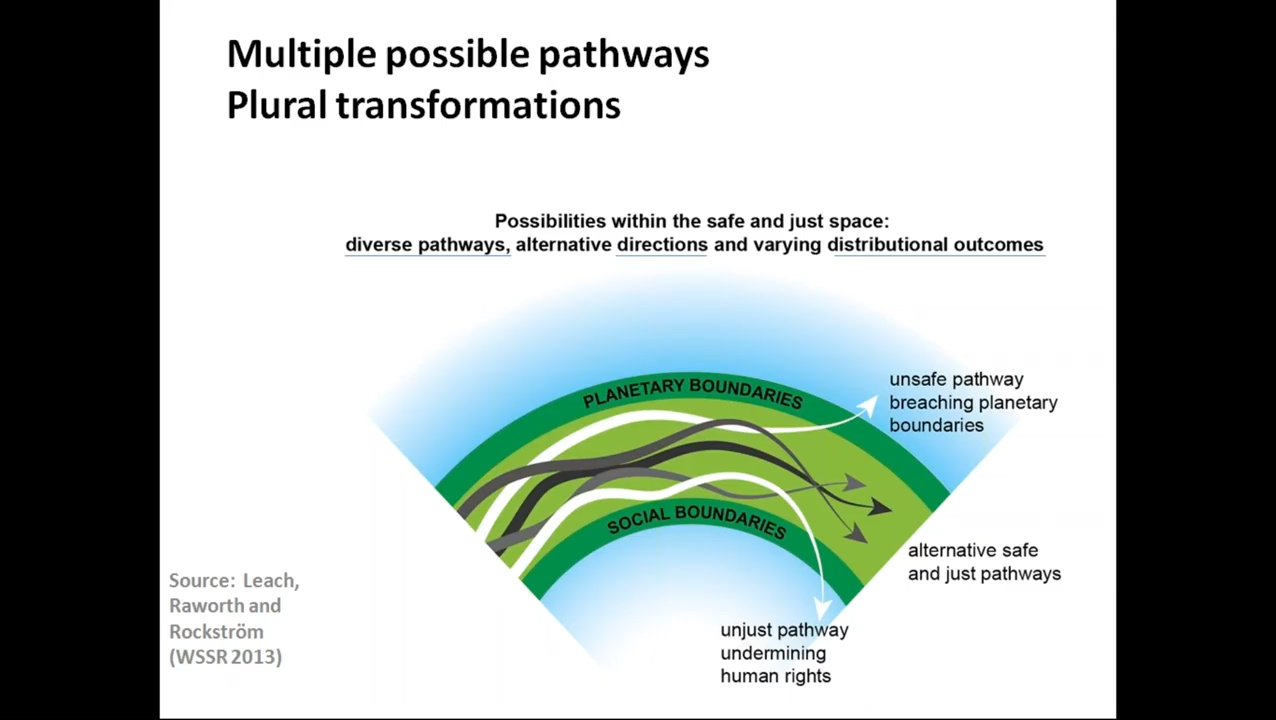 Multiple possible pathways
Plural transformations
Possibilities within the safe and just space:
diverse pathways, alternative directions and varying distributional outcomes
PLANETARY BOUNDARIES
unsafe pathway
breaching planetary
boundaries
SOCIAL BOUNDARIES
alternative safe
and just pathways
Source: Leach,
Raworth and
Rockström
(WSSR 2013)
unjust pathway
undermining
human rights